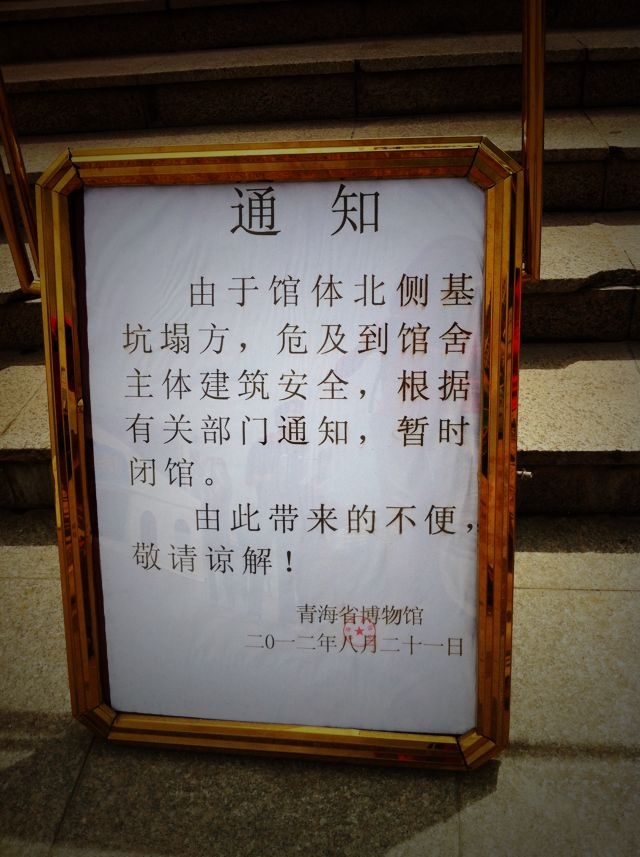 通 知
由于馆体北侧基
坑塌方，危及到馆舍
主体建筑安全，根据
有关部门通知，暂时
闭馆。
由此带来的不便，
敬请谅解！
青海省博物馆
二0一二年八月二十一日